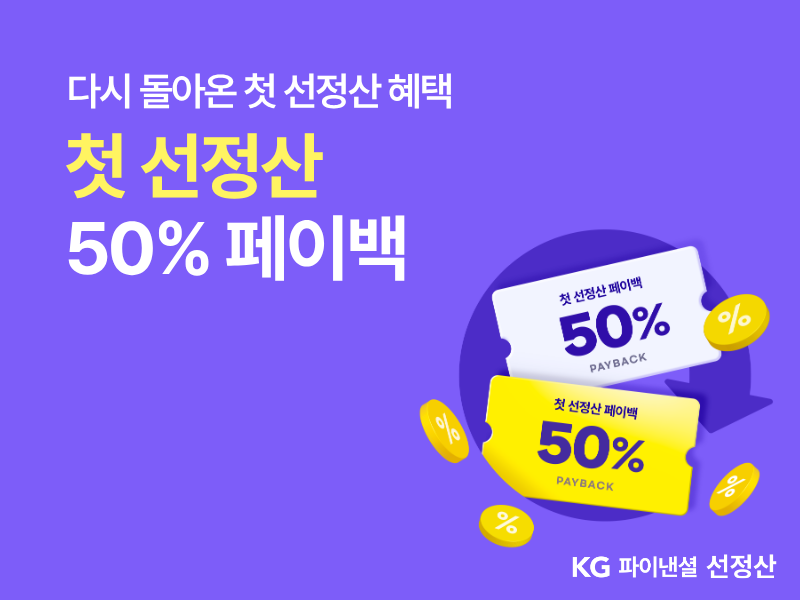 다시 돌아온 첫 선정산 혜택
첫 선정산
50% 페이백
첫 선정산 페이백
50%
PAYBACK
%
첫 선정산 페이백
50%
PAYBACK
%
%
%
KG 파이낸셜 선정산